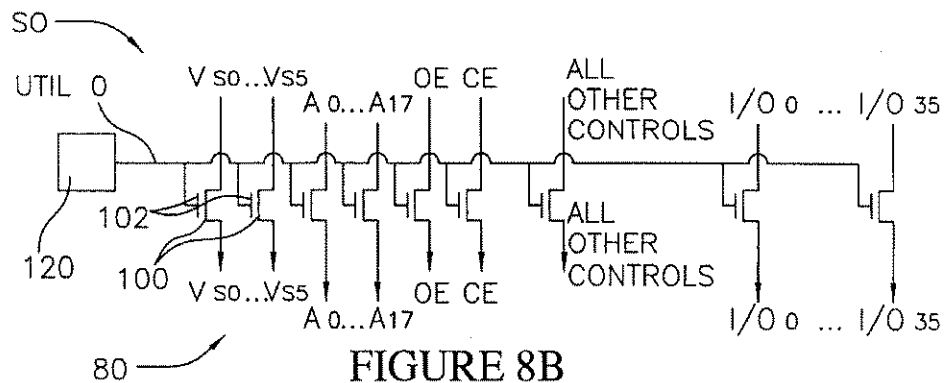 SO
UTIL 0
V S0...VS5
A 0...A17
OE CE
ALL OTHER CONTROLS
I/O 0 ... I/O 35
102
100
120
V S0...VS5
A 0...A17
OE CE
ALL OTHER CONTROLS
I/O 0 ... I/O 35
80
FIGURE 8B